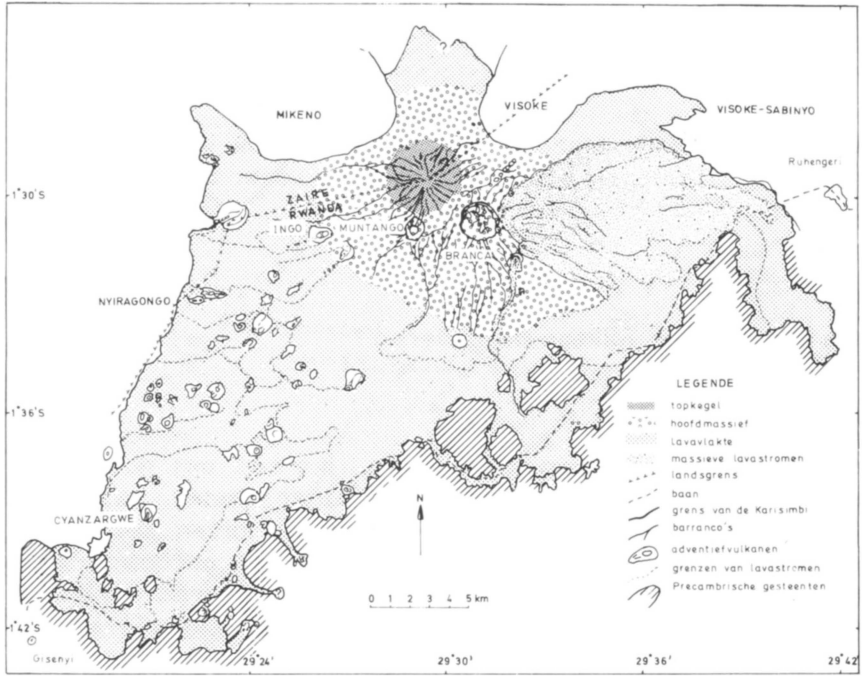 ?
MIKENO
VISOKE
VISOKE-SABINYO
Ruhengeri
1°30'S
ZAIRE
RWANDA
INGO
MUNTANGO
BRANCA
NYIRAGONGO
1°36'S
CYANZARGWE
LEGENDE
topkegel
hoofdmassief
lavavlakte
massieve lavastromen
landsgrens
baan
grens van de Karisimbi
barranco's
adventiefvulkanen
grenzen van lavastromen
Precambrische gesteenten
N
0 1 2 3 4 5 km
1°42'S
Gisenyi
29°24'
29°30'
29°36'
29°42'